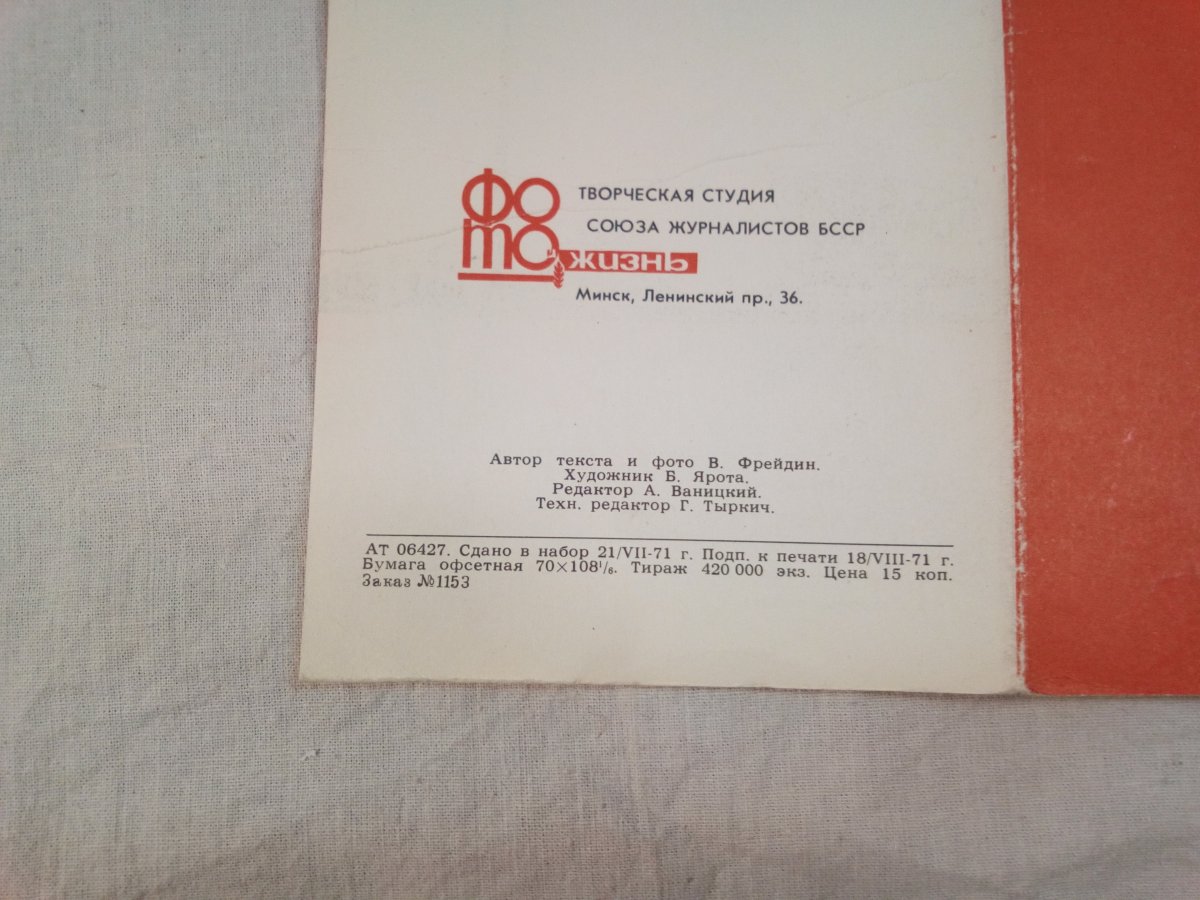 ФО
ТО
и жизнь
ТВОРЧЕСКАЯ СТУДИЯ
СОЮЗА ЖУРНАЛИСТОВ БССР
Минск, Ленинский пр., 36.
Автор текста и фото В. Фрейдин.
Художник Б. Ярота.
Редактор А. Ваницкий.
Техн. редактор Г. Тыркич.
АТ 06427. Сдано в набор 21/VII-71 г. Подп. к печати 18/VIII-71 г.
Бумага офсетная 70×108¹/₆. Тираж 420 000 экз. Цена 15 коп.
Заказ №1153